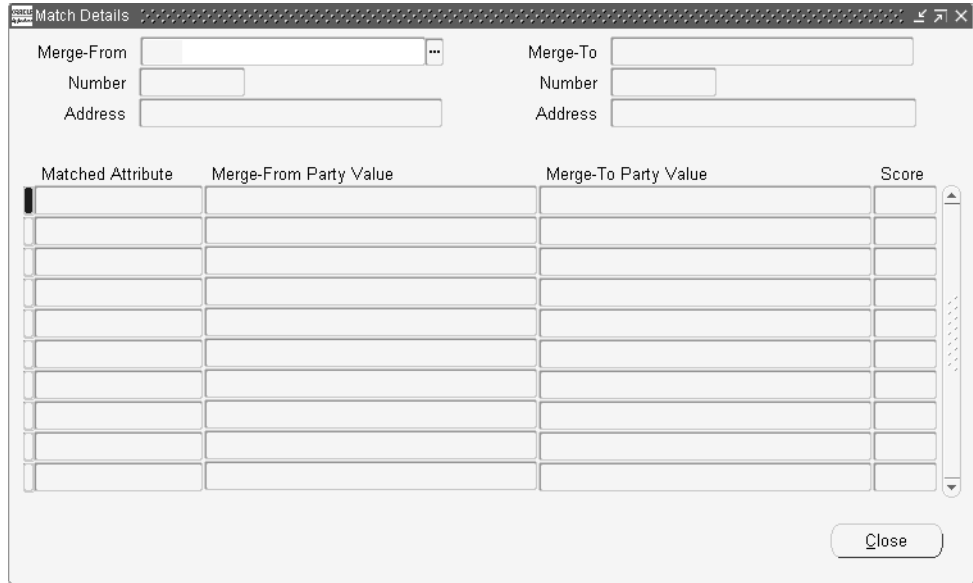 ORACLE Match Details
Merge-From ... Merge-To
Number Number
Address Address
Matched Attribute Merge-From Party Value Merge-To Party Value Score
Close